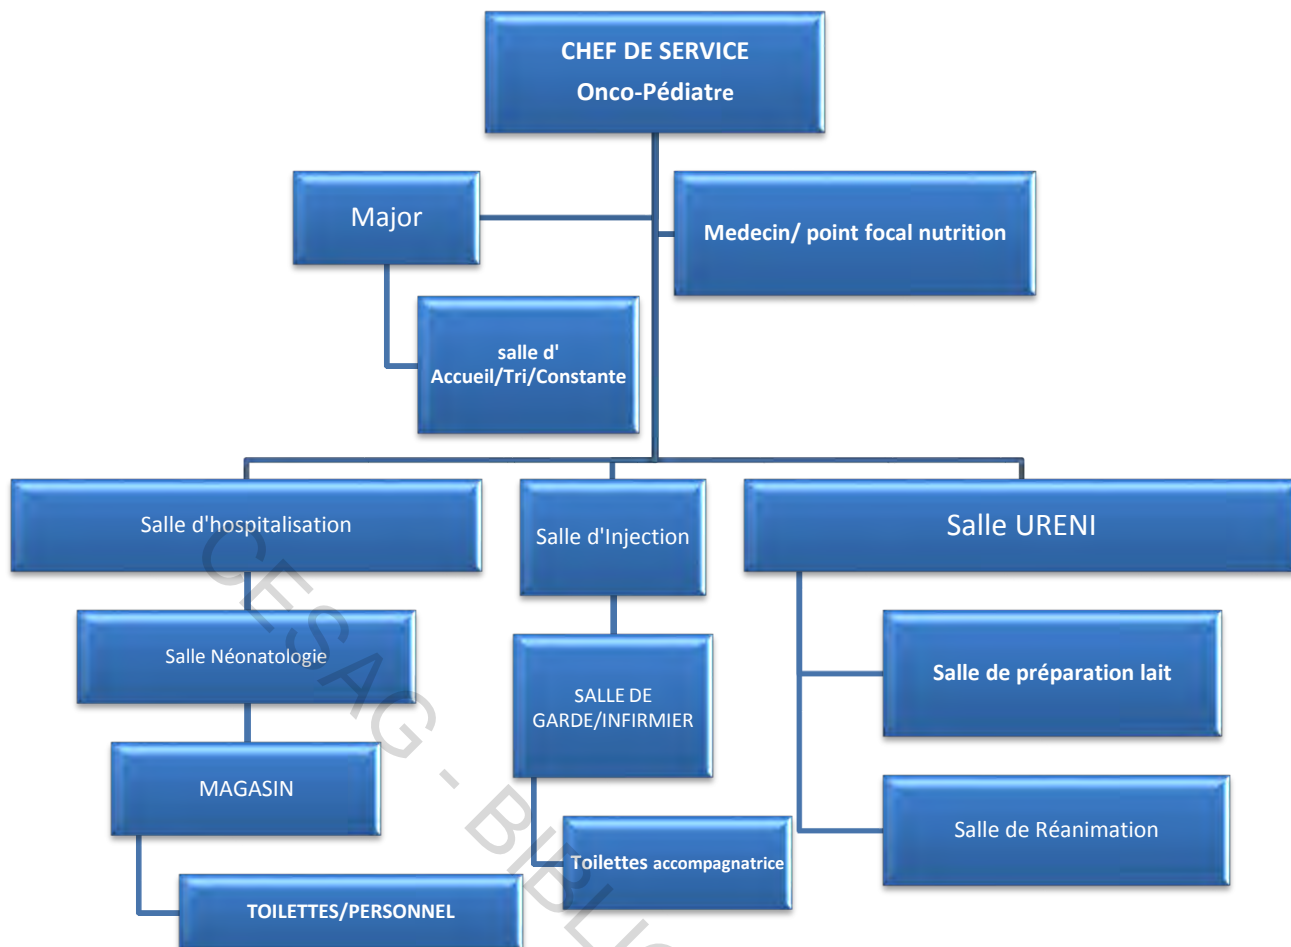 CHEF DE SERVICE
Onco-Pédiatre
Major
Medecin/ point focal nutrition
salle d'
Accueil/Tri/Constante
Salle d'hospitalisation
Salle d'Injection
Salle URENI
Salle Néonatologie
SALLE DE
GARDE/INFIRMIER
Salle de préparation lait
MAGASIN
Salle de Réanimation
Toilettes accompagnatrice
TOILETTES/PERSONNEL
CESAG - BIBLIO